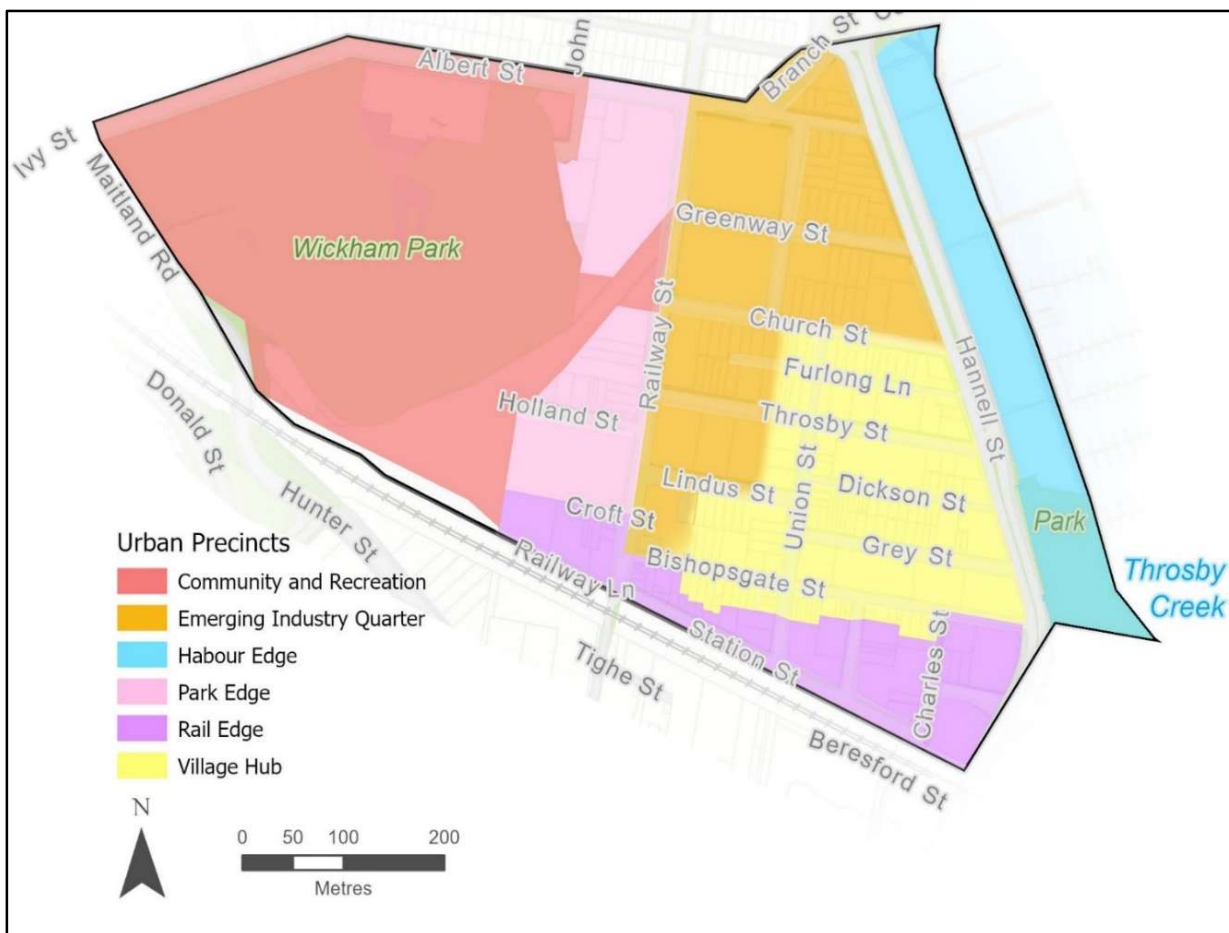 Albert St
John
Branch St
Ivy St
Maitland Rd
Wickham Park
Greenway St
Railway St
Church St
Hannell St
Furlong Ln
Donald St
Holland St
Throsby St
Hunter St
Lindus St
Union St
Dickson St
Park
Croft St
Grey St
Railway Ln
Bishopsgate St
Throsby
Creek
Station St
Charles St
Tighe St
Beresford St
Urban Precincts
Community and Recreation
Emerging Industry Quarter
Habour Edge
Park Edge
Rail Edge
Village Hub
N
0 50 100 200
Metres